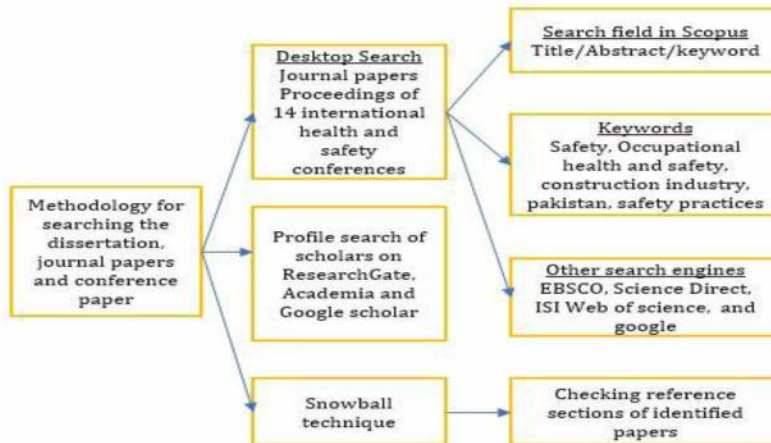 Methodology for
searching the
dissertation,
journal papers
and conference
paper
Desktop Search
Journal papers
Proceedings of
14 international
health and
safety
conferences
Profile search of
scholars on
ResearchGate,
Academia and
Google scholar
Snowball
technique
Search field in Scopus
Title/Abstract/keyword
Keywords
Safety, Occupational
health and safety,
construction industry,
pakistan, safety practices
Other search engines
EBSCO, Science Direct,
ISI Web of science, and
google
Checking reference
sections of identified
papers